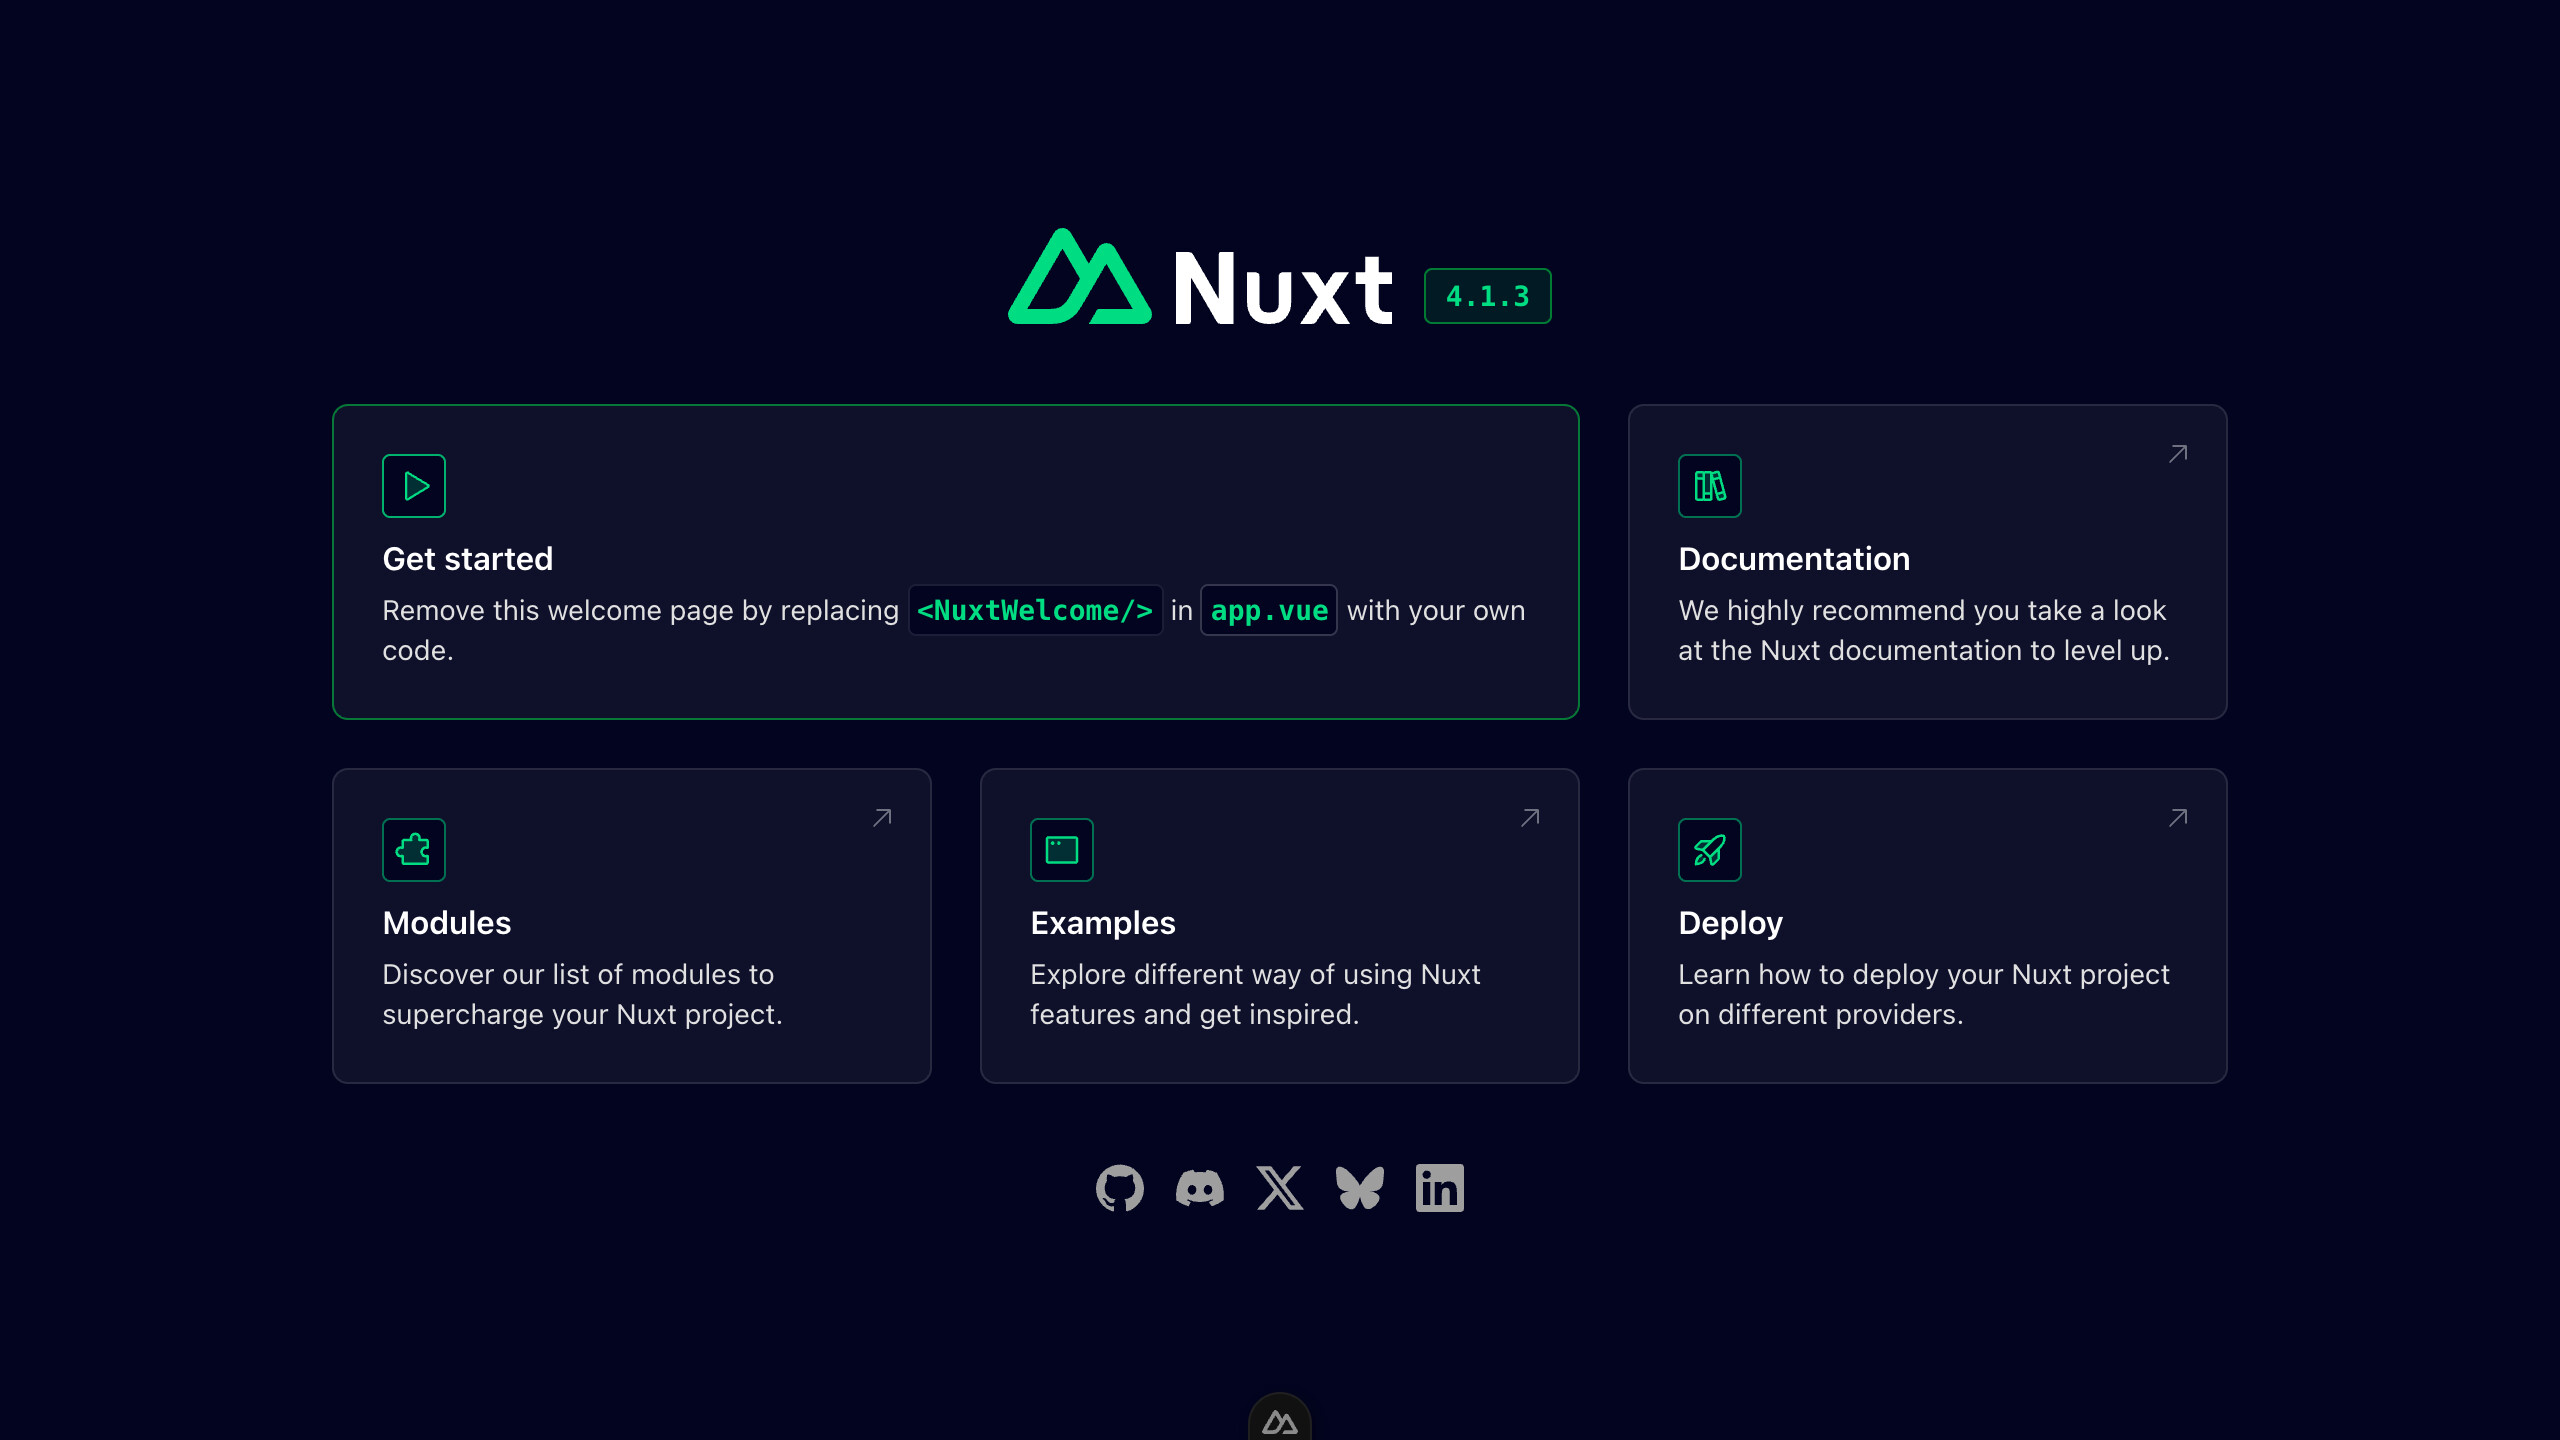 Nuxt 4.1.3
Get started
Remove this welcome page by replacing <NuxtWelcome/> in app.vue with your own
code.
Documentation
We highly recommend you take a look
at the Nuxt documentation to level up.
Modules
Discover our list of modules to
supercharge your Nuxt project.
Examples
Explore different way of using Nuxt
features and get inspired.
Deploy
Learn how to deploy your Nuxt project
on different providers.